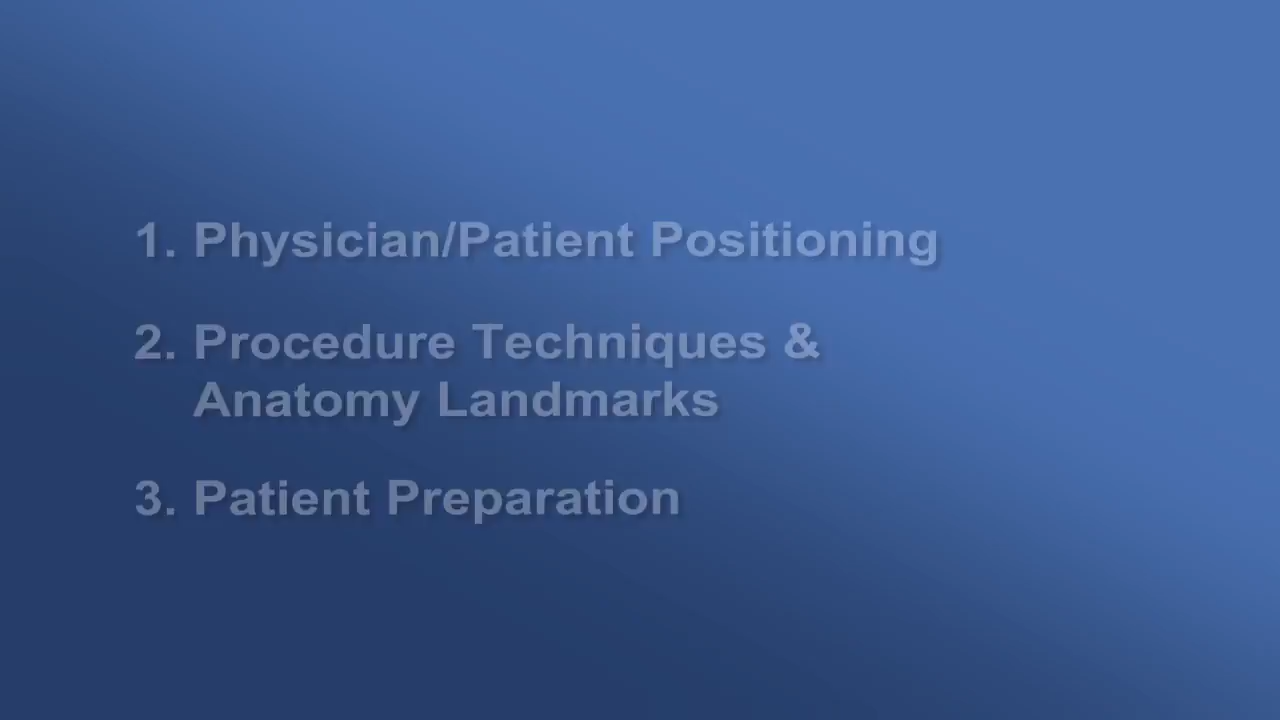 1. Physician/Patient Positioning
2. Procedure Techniques &
Anatomy Landmarks
3. Patient Preparation